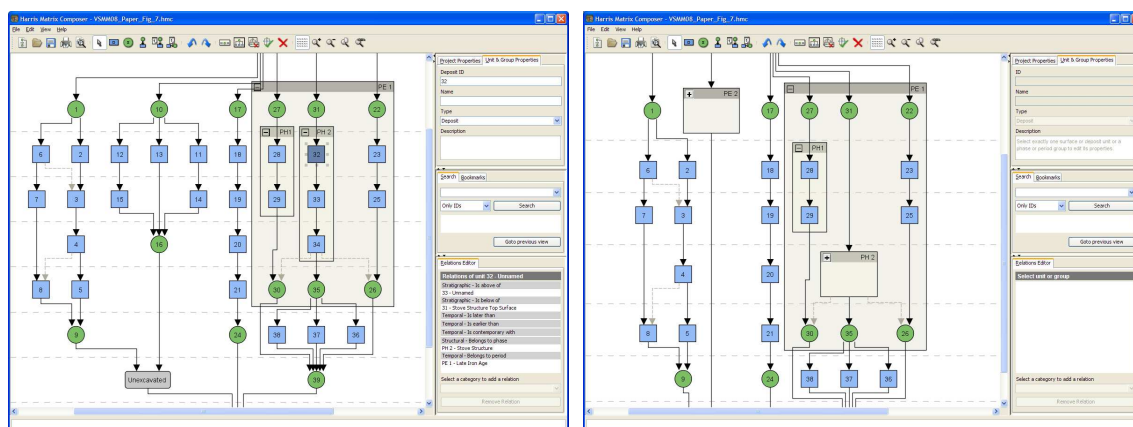 Harris Matrix Composer - VSMM08_Paper_Fig_7.hmc
File Edit View Help
PE 1
1 10 17 27 31 22
PH1 PH 2
6 2 12 13 11 18 28 32 23
7 3 15 14 19 29 33 25
4 16 20 34
8 5 21 30 35 26
9 24 38 37 36
Unexcavated 39
Project Properties Unit & Group Properties
Deposit ID
32
Name
Type
Deposit
Description
Search Bookmarks
Only IDs Search
Goto previous view
Relations Editor
Relations of unit 32 - Unnamed
Stratigraphic - Is above of
33 - Unnamed
Stratigraphic - Is below of
31 - Stove Structure Top Surface
Temporal - Is later than
Temporal - Is earlier than
Temporal - Is contemporary with
Structural - Belongs to phase
PH 2 - Stove Structure
Temporal - Belongs to period
PE 1 - Late Iron Age
Select a category to add a relation
Remove Relation
Harris Matrix Composer - VSMM08_Paper_Fig_7.hmc
File Edit View Help
PE 2 PE 1
1 17 27 31 22
PH1
6 2 18 28 23
7 3 19 29 25
PH 2
4 20
8 5 21 30 35 26
9 24 38 37 36
Project Properties Unit & Group Properties
ID
Name
Type
Deposit
Description
Select exactly one surface or deposit unit or a
phase or period group to edit its properties.
Search Bookmarks
Only IDs Search
Goto previous view
Relations Editor
Select unit or group
Select a category to add a relation
Remove Relation